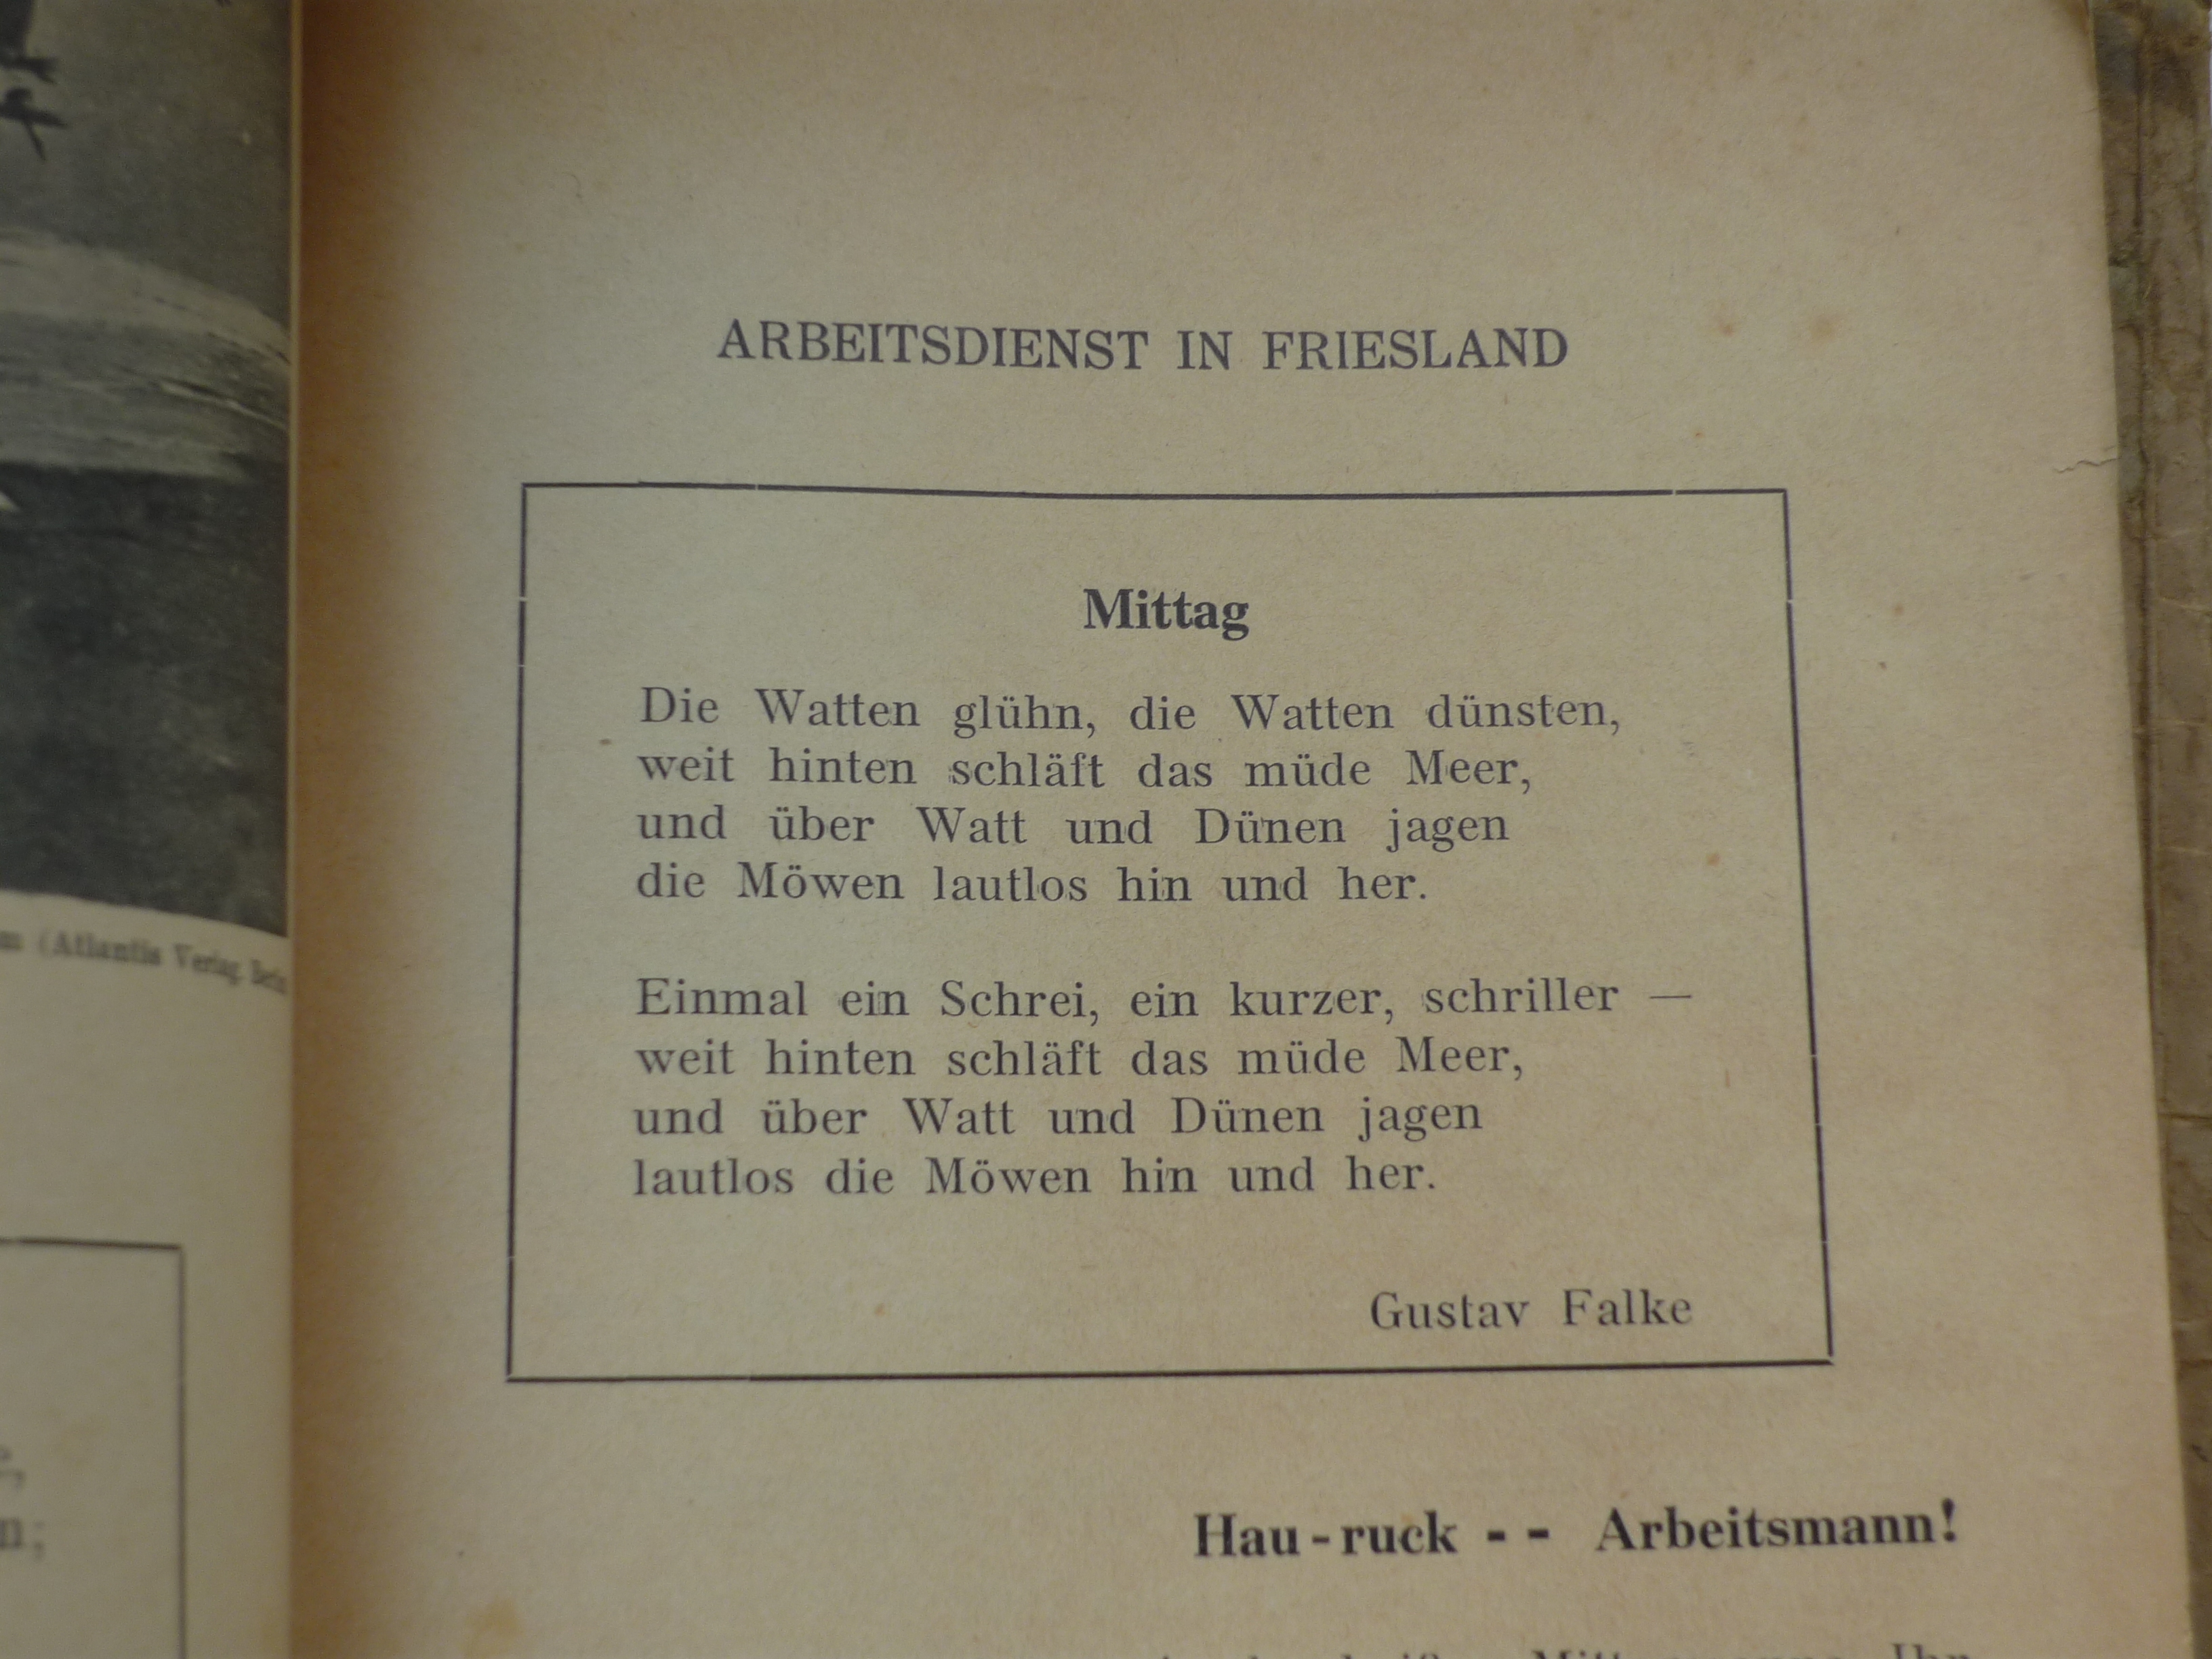 (Atlantis Verlag,
n;
ARBEITSDIENST IN FRIESLAND
Mittag
Die Watten glühn, die Watten dünsten,
weit hinten schläft das müde Meer,
und über Watt und Dünen jagen
die Möwen lautlos hin und her.
Einmal ein Schrei, ein kurzer, schriller —
weit hinten schläft das müde Meer,
und über Watt und Dünen jagen
lautlos die Möwen hin und her.
Gustav Falke
Hau-ruck -- Arbeitsmann!